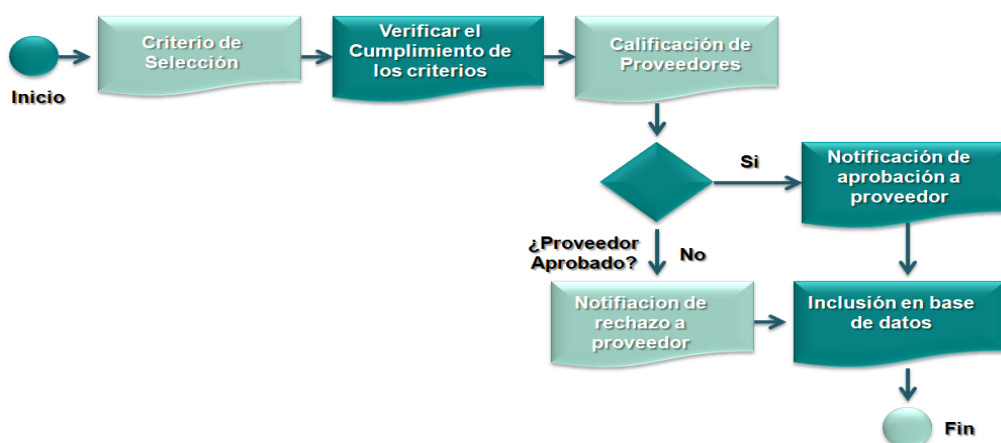 Inicio
Criterio de
Selección
Verificar el
Cumplimiento de
los criterios
Calificación de
Proveedores
¿Proveedor
Aprobado?
Si
No
Notificación de
aprobación a
proveedor
Notifiacion de
rechazo a
proveedor
Inclusión en base
de datos
Fin